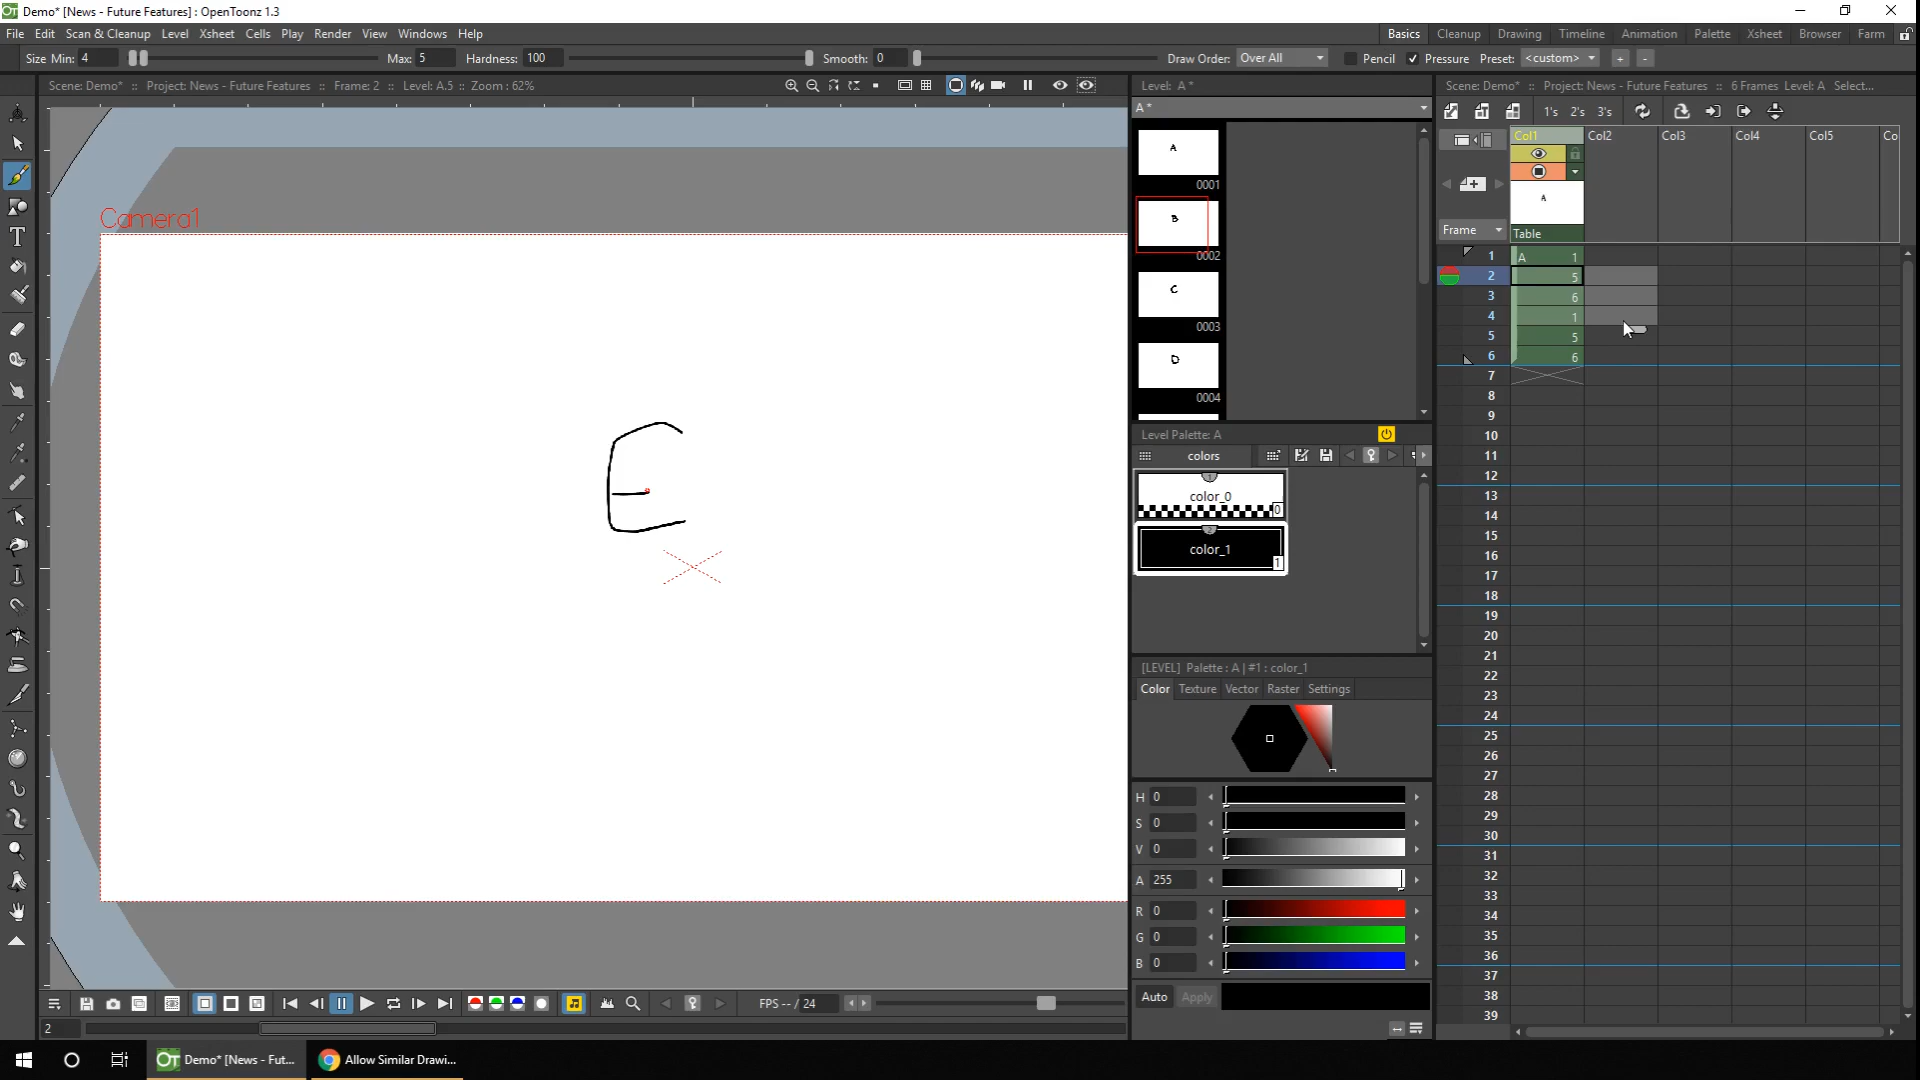 Demo* [News - Future Features] : OpenToonz 1.3
File Edit Scan & Cleanup Level Xsheet Cells Play Render View Windows Help
Basics Cleanup Drawing Timeline Animation Palette Xsheet Browser Farm
Size Min: 4 Max: 5 Hardness: 100 Smooth: 0 Draw Order: Over All Pencil Pressure Preset: <custom> + -
Scene: Demo* :: Project: News - Future Features :: Frame: 2 :: Level: A.5 :: Zoom : 62%
Level: A*
Scene: Demo* :: Project: News - Future Features :: 6 Frames Level: A Select...
A*
1's 2's 3's
Col1 Col2 Col3 Col4 Col5 Co
A
0001
B
0002
C
0003
D
0004
A
Frame
Table
Camera1
E
1 A 1
2 5
3 6
4 1
5 5
6 6
7
8
9
10
11
12
13
14
15
16
17
18
19
20
21
22
23
24
25
26
27
28
29
30
31
32
33
34
35
36
37
38
39
Level Palette: A
colors
color_0
0
color_1
1
[LEVEL] Palette : A | #1 : color_1
Color Texture Vector Raster Settings
H 0
S 0
V 0
A 255
R 0
G 0
B 0
Auto Apply
FPS -- / 24
2
OT Demo* [News - Fut...
Allow Similar Drawi...